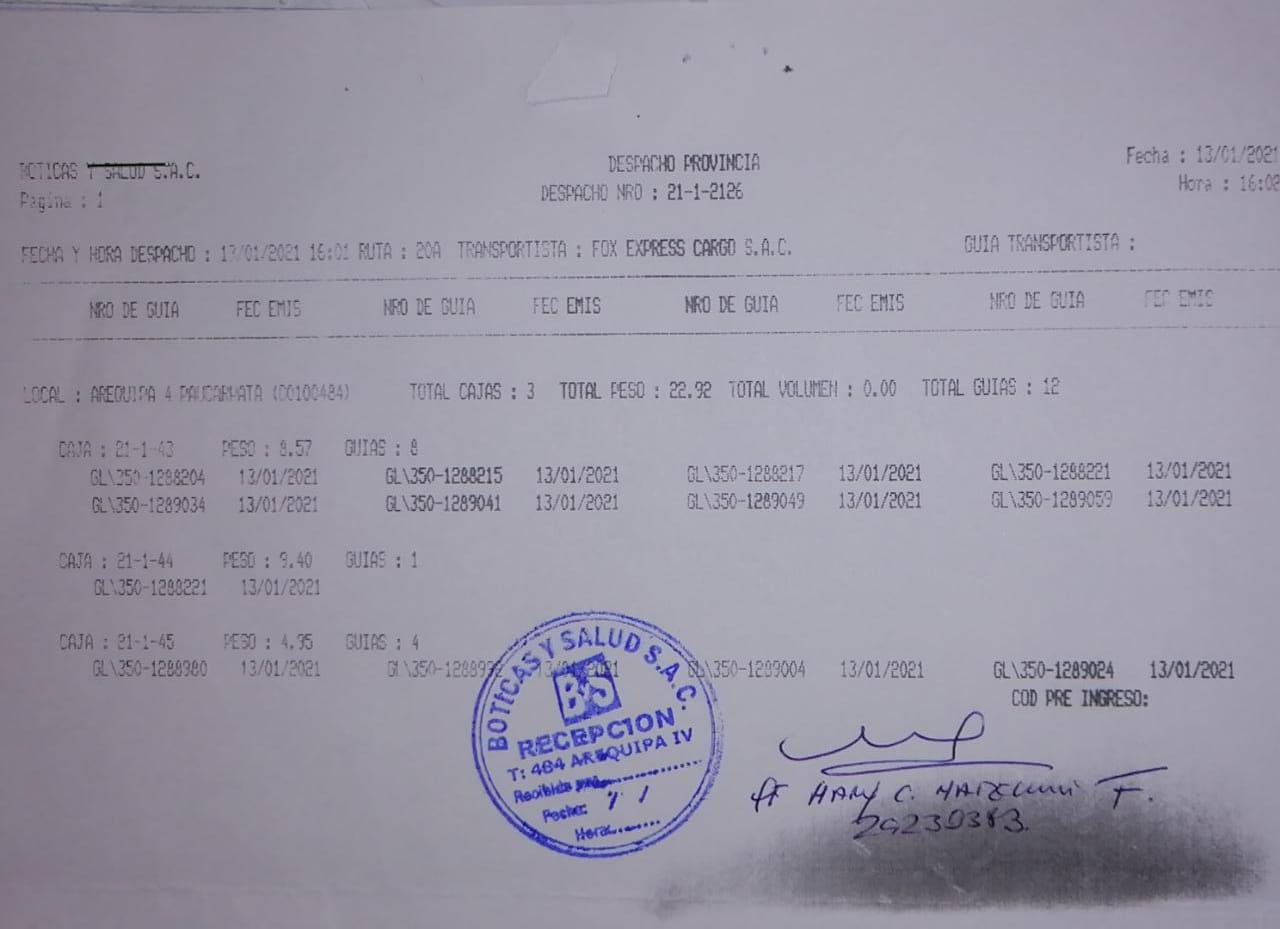 BOTICAS Y SALUD S.A.C.
DESPACHO PROVINCIA
Fecha : 13/01/2021
Pagina : 1
DESPACHO NRO : 21-1-2126
Hora : 16:02
FECHA Y HORA DESPACHO : 13/01/2021 16:01 RUTA : 20A TRANSPORTISTA : FOX EXPRESS CARGO S.A.C. GUIA TRANSPORTISTA :
NRO DE GUIA FEC EMIS NRO DE GUIA FEC EMIS NRO DE GUIA FEC EMIS NRO DE GUIA FEC EMIS
LOCAL : AREQUIPA 4 PAUCARPATA (00100484) TOTAL CAJAS : 3 TOTAL PESO : 22.92 TOTAL VOLUMEN : 0.00 TOTAL GUIAS : 12
CAJA : 21-1-43 PESO : 8.57 GUIAS : 8
GL\350-1288204 13/01/2021 GL\350-1288215 13/01/2021 GL\350-1288217 13/01/2021 GL\350-1288221 13/01/2021
GL\350-1289034 13/01/2021 GL\350-1289041 13/01/2021 GL\350-1289049 13/01/2021 GL\350-1289059 13/01/2021
CAJA : 21-1-44 PESO : 9.40 GUIAS : 1
GL\350-1288221 13/01/2021
CAJA : 21-1-45 PESO : 4.95 GUIAS : 4
GL\350-1288980 13/01/2021 GL\350-1288992 13/01/2021 GL\350-1289004 13/01/2021 GL\350-1289024 13/01/2021
COD PRE INGRESO:
BOTICAS Y SALUD S.A.C.
BS
RECEPCION
T: 484 AREQUIPA IV
Recibido por
Fecha: / /
Hora:
C. F.
29230383.